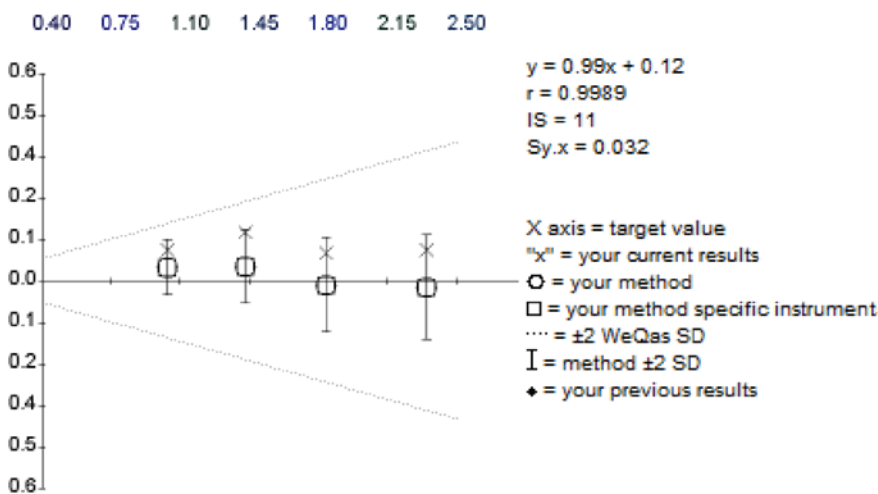 0.40 0.75 1.10 1.45 1.80 2.15 2.50
0.6
0.5
0.4
0.2
0.1
0.0
0.1
0.2
0.4
0.5
0.6
y = 0.99x + 0.12
r = 0.9989
IS = 11
Sy.x = 0.032
X axis = target value
"x" = your current results
= your method
= your method specific instrument
= ±2 WeQas SD
= method ±2 SD
= your previous results